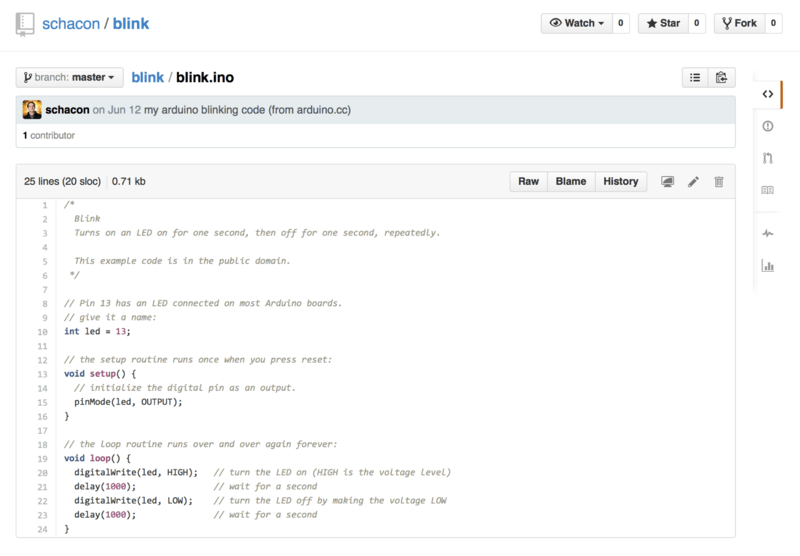 schacon / blink
Watch 0 Star 0 Fork 0
branch: master blink / blink.ino
schacon on Jun 12 my arduino blinking code (from arduino.cc)
1 contributor
25 lines (20 sloc) 0.71 kb Raw Blame History
1 /*
2   Blink
3   Turns on an LED on for one second, then off for one second, repeatedly.
4
5   This example code is in the public domain.
6  */
7
8 // Pin 13 has an LED connected on most Arduino boards.
9 // give it a name:
10 int led = 13;
11
12 // the setup routine runs once when you press reset:
13 void setup() {
14   // initialize the digital pin as an output.
15   pinMode(led, OUTPUT);
16 }
17
18 // the loop routine runs over and over again forever:
19 void loop() {
20   digitalWrite(led, HIGH);   // turn the LED on (HIGH is the voltage level)
21   delay(1000);               // wait for a second
22   digitalWrite(led, LOW);    // turn the LED off by making the voltage LOW
23   delay(1000);               // wait for a second
24 }